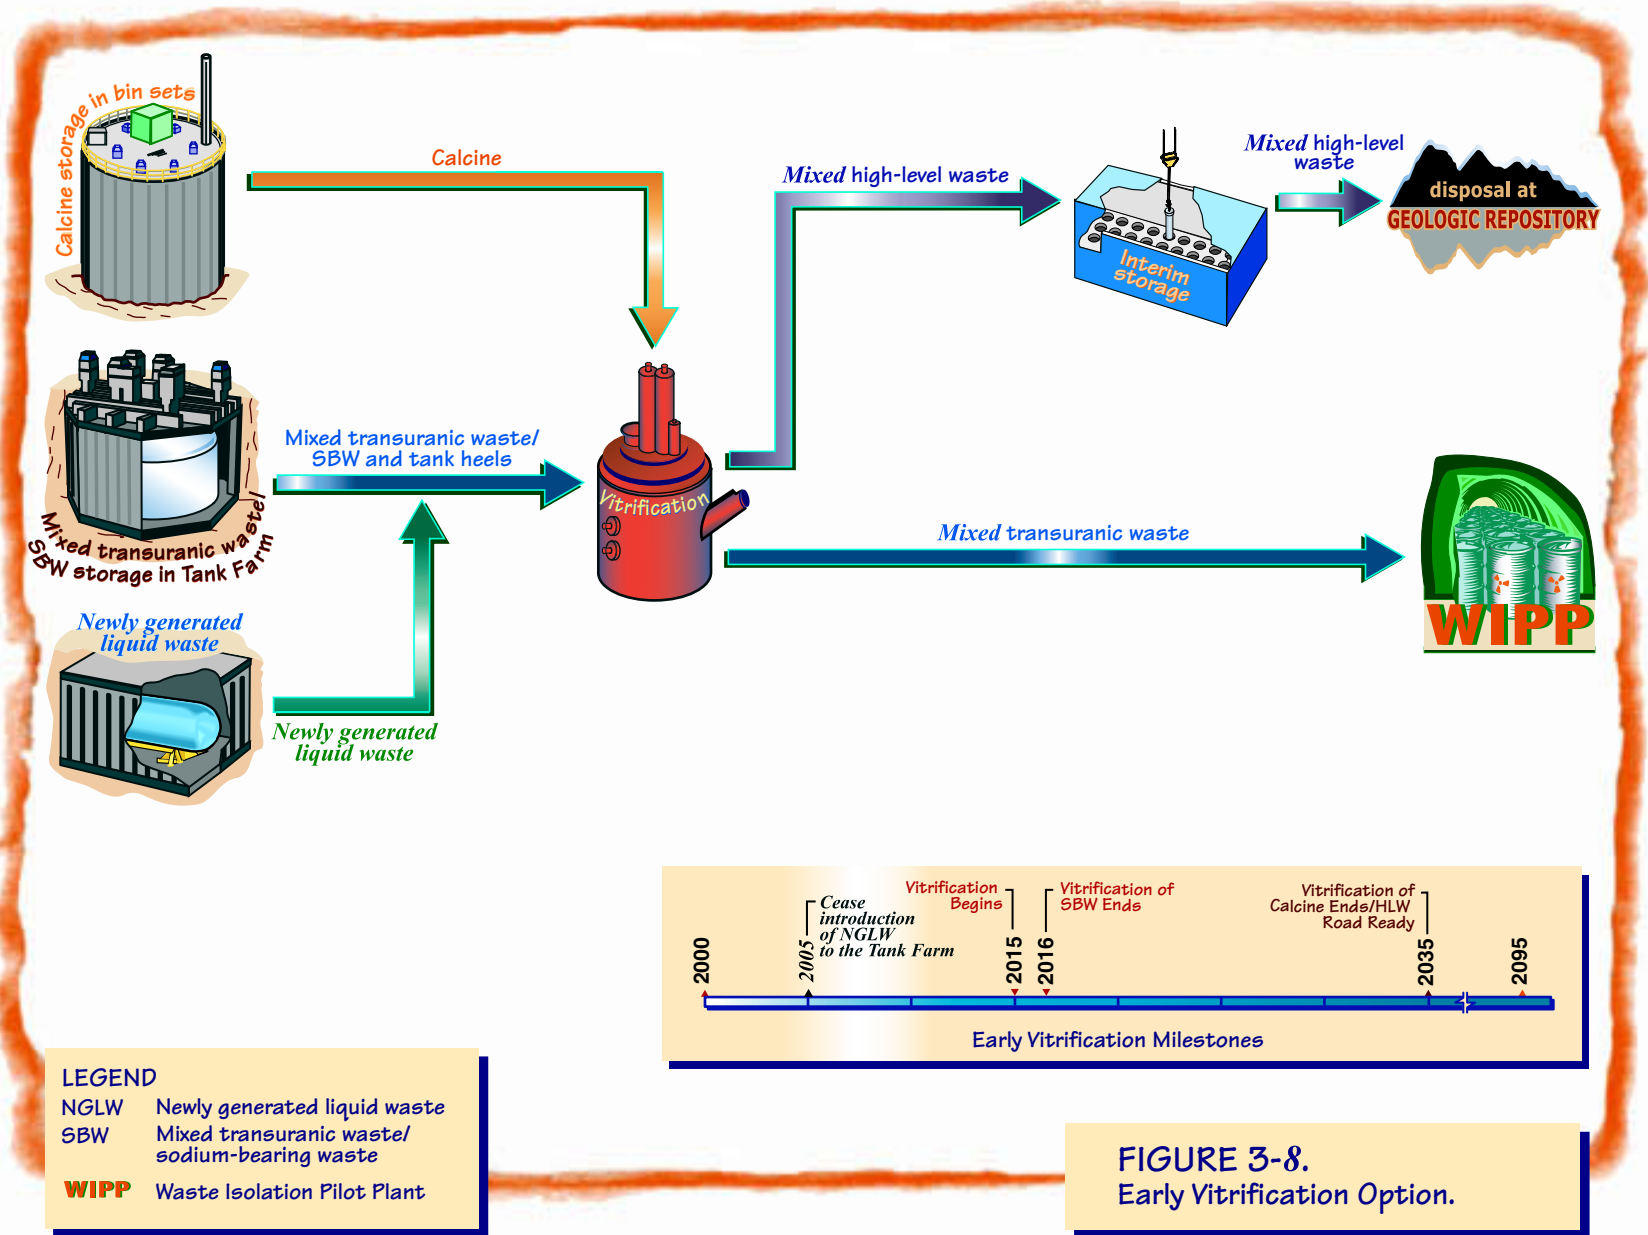 Calcine storage in bin sets
Calcine
Mixed high-level waste
Mixed high-level
waste
disposal at
GEOLOGIC REPOSITORY
Interim
storage
Mixed transuranic waste/
SBW and tank heels
Vitrification
Mixed transuranic waste/
SBW storage in Tank Farm
Mixed transuranic waste
WIPP
Newly generated
liquid waste
Newly generated
liquid waste
2000
2005
Cease
introduction
of NGLW
to the Tank Farm
Vitrification
Begins
2015
2016
Vitrification of
SBW Ends
Vitrification of
Calcine Ends/HLW
Road Ready
2035
2095
Early Vitrification Milestones
LEGEND
NGLW Newly generated liquid waste
SBW Mixed transuranic waste/
sodium-bearing waste
WIPP Waste Isolation Pilot Plant
FIGURE 3-8.
Early Vitrification Option.